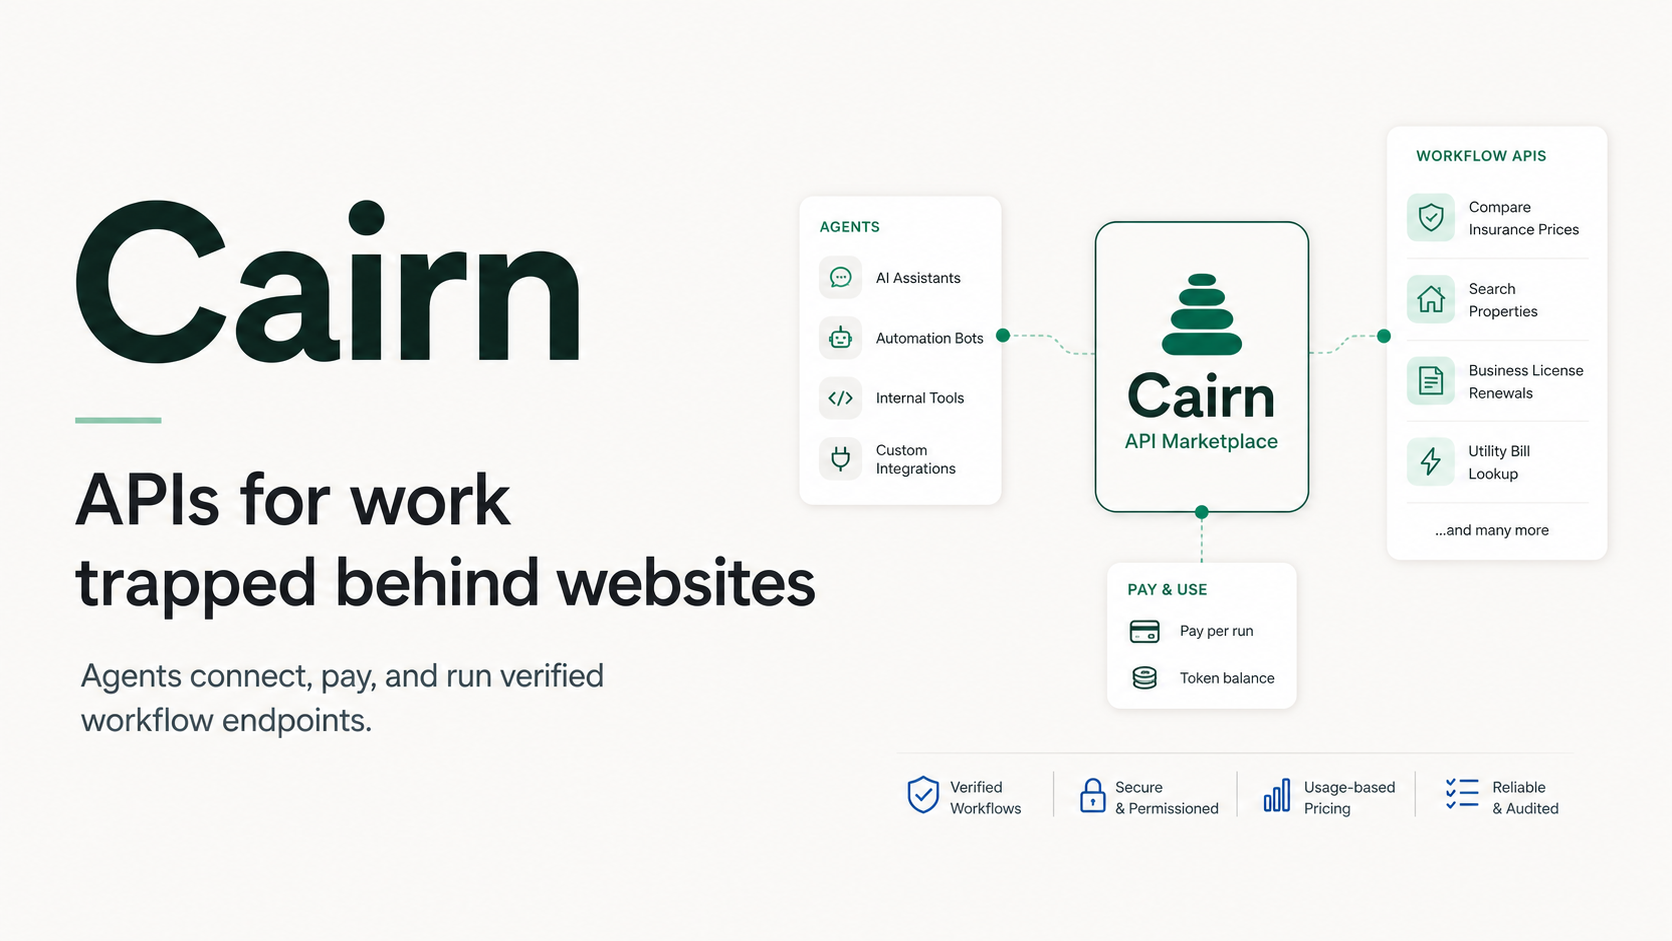 Cairn
APIs for work
trapped behind websites
Agents connect, pay, and run verified
workflow endpoints.
AGENTS
AI Assistants
Automation Bots
Internal Tools
Custom
Integrations
Cairn
API Marketplace
PAY & USE
Pay per run
Token balance
WORKFLOW APIS
Compare
Insurance Prices
Search
Properties
Business License
Renewals
Utility Bill
Lookup
...and many more
Verified
Workflows
Secure
& Permissioned
Usage-based
Pricing
Reliable
& Audited